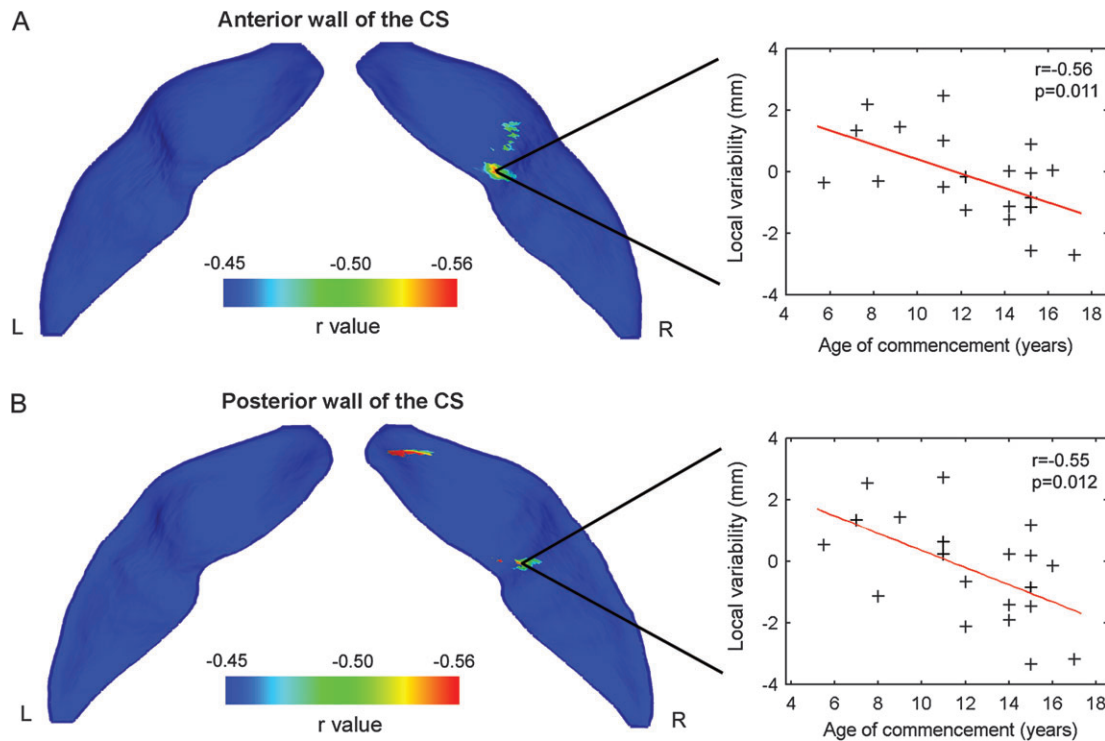 A
Anterior wall of the CS
-0.45 -0.50 -0.56
r value
L
R
4
2
0
-2
-4
Local variability (mm)
r=-0.56
p=0.011
4 6 8 10 12 14 16 18
Age of commencement (years)
B
Posterior wall of the CS
-0.45 -0.50 -0.56
r value
L
R
4
2
0
-2
-4
Local variability (mm)
r=-0.55
p=0.012
4 6 8 10 12 14 16 18
Age of commencement (years)